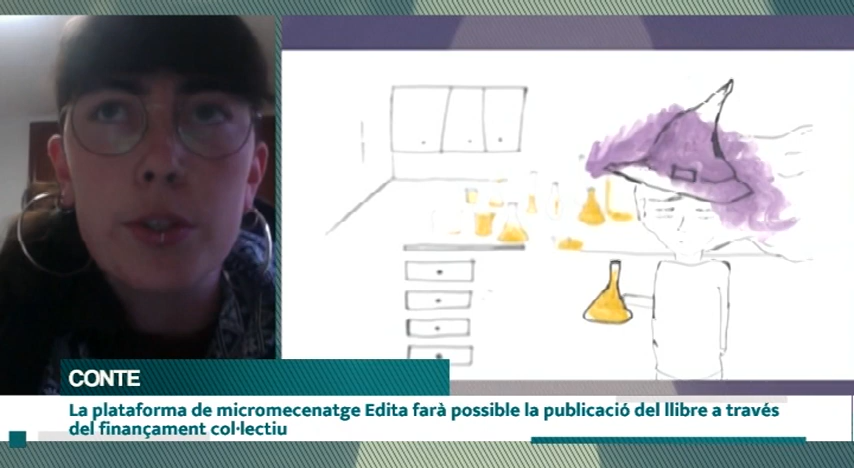 CONTE
La plataforma de micromecenatge Edita farà possible la publicació del llibre a través
del finançament col·lectiu